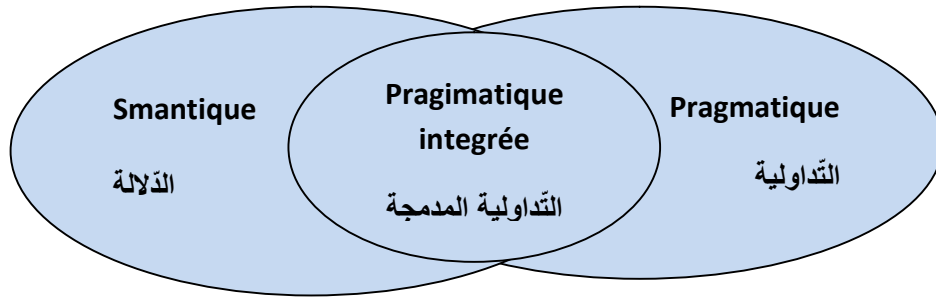 Smantique
الدّلالة
Pragimatique
integrée
التّداولية المدمجة
Pragmatique
التّداولية